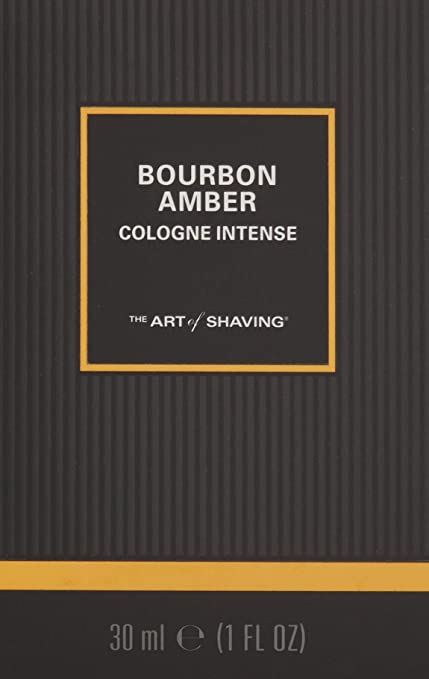 BOURBON
AMBER
COLOGNE INTENSE
THE ART of SHAVING®
30 ml ℮ (1 FL OZ)